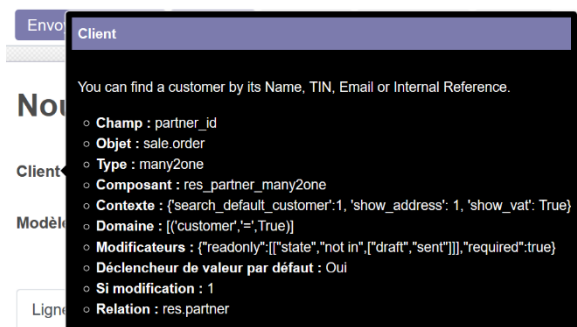 Envo
Client
You can find a customer by its Name, TIN, Email or Internal Reference.
Nou
Champ : partner_id
Objet : sale.order
Type : many2one
Client
Composant : res_partner_many2one
Contexte : {'search_default_customer':1, 'show_address': 1, 'show_vat': True}
Modèle
Domaine : [('customer','=',True)]
Modificateurs : {"readonly":[["state","not in",["draft","sent"]]],"required":true}
Déclencheur de valeur par défaut : Oui
Si modification : 1
Ligne
Relation : res.partner